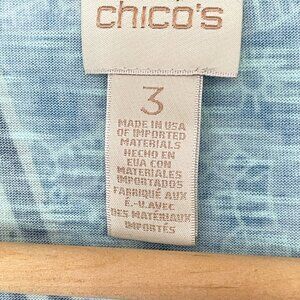 chico's
3
MADE IN USA
OF IMPORTED
MATERIALS
HECHO EN
EUA CON
MATERIALES
IMPORTADOS
FABRIQUÉ AUX
É.-U. AVEC
DES MATÉRIAUX
IMPORTÉS